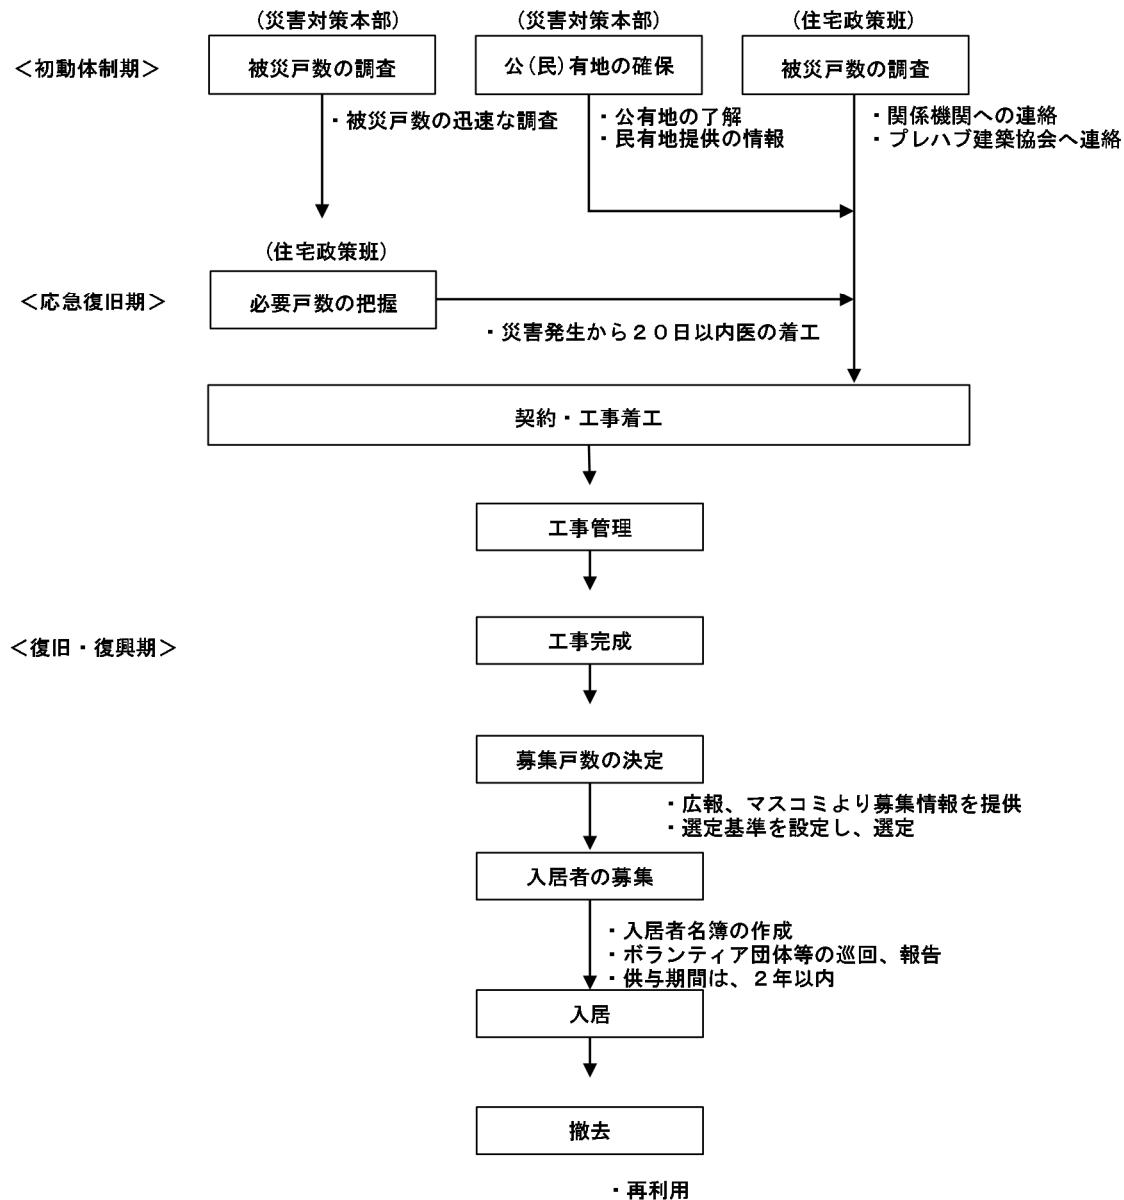 (災害対策本部)
(災害対策本部)
(住宅政策班)
＜初動体制期＞
被災戸数の調査
公(民)有地の確保
被災戸数の調査
・被災戸数の迅速な調査
・公有地の了解
・民有地提供の情報
・関係機関への連絡
・プレハブ建築協会へ連絡
(住宅政策班)
＜応急復旧期＞
必要戸数の把握
・災害発生から２０日以内医の着工
契約・工事着工
工事管理
＜復旧・復興期＞
工事完成
募集戸数の決定
・広報、マスコミより募集情報を提供
・選定基準を設定し、選定
入居者の募集
・入居者名簿の作成
・ボランティア団体等の巡回、報告
・供与期間は、２年以内
入居
撤去
・再利用